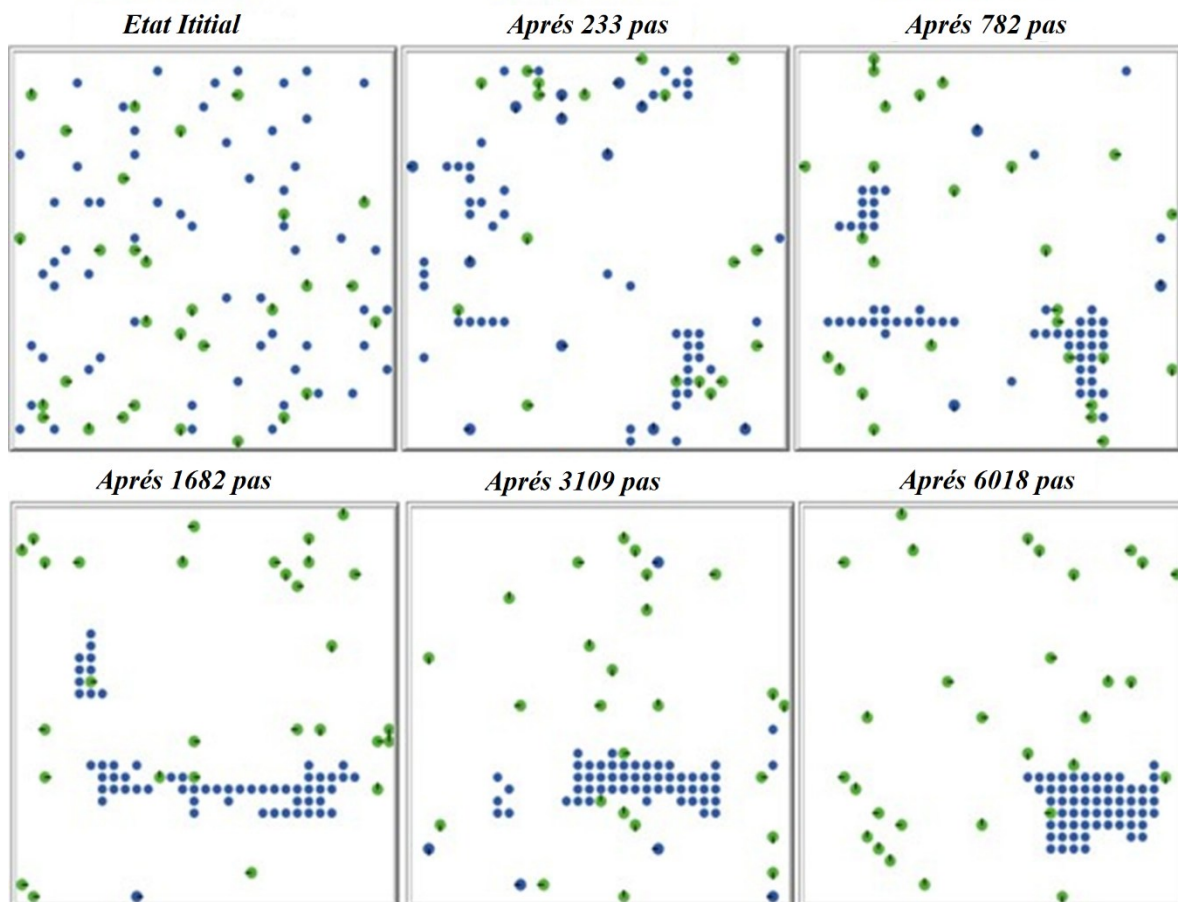 Etat Ititial
Aprés 233 pas
Aprés 782 pas
Aprés 1682 pas
Aprés 3109 pas
Aprés 6018 pas